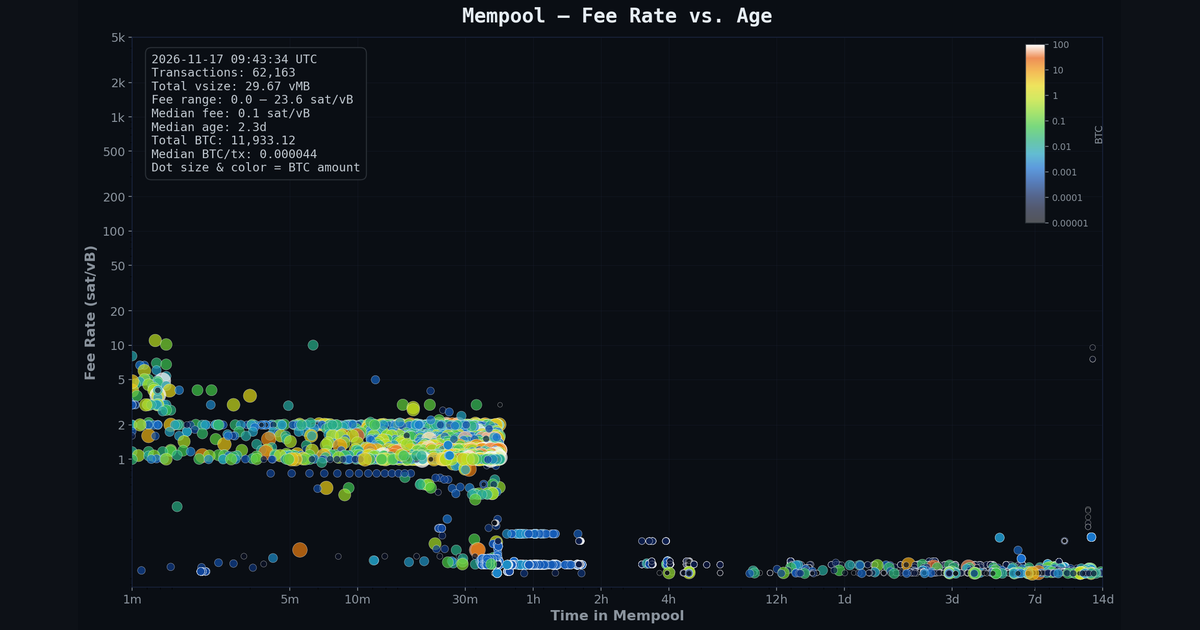 Mempool — Fee Rate vs. Age
2026-11-17 09:43:34 UTC
Transactions: 62,163
Total vsize: 29.67 vMB
Fee range: 0.0 – 23.6 sat/vB
Median fee: 0.1 sat/vB
Median age: 2.3d
Total BTC: 11,933.12
Median BTC/tx: 0.000044
Dot size & color = BTC amount
100
10
1
0.1
0.01
0.001
0.0001
0.00001
BTC
5k
2k
1k
500
200
100
50
20
10
5
2
1
Fee Rate (sat/vB)
1m 5m 10m 30m 1h 2h 4h 12h 1d 3d 7d 14d
Time in Mempool